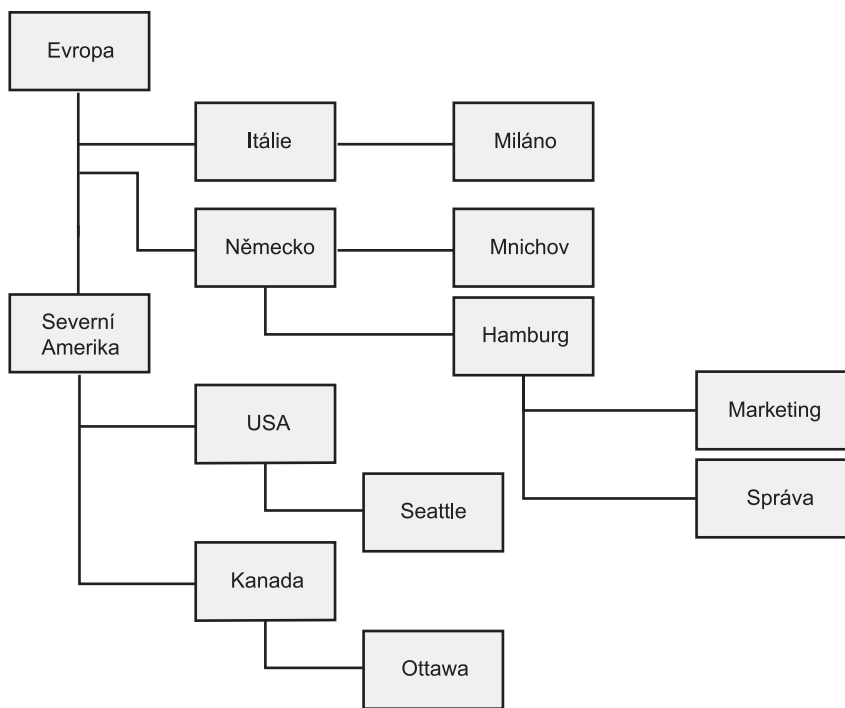 Evropa
Itálie
Miláno
Německo
Mnichov
Severní
Amerika
Hamburg
USA
Marketing
Seattle
Správa
Kanada
Ottawa